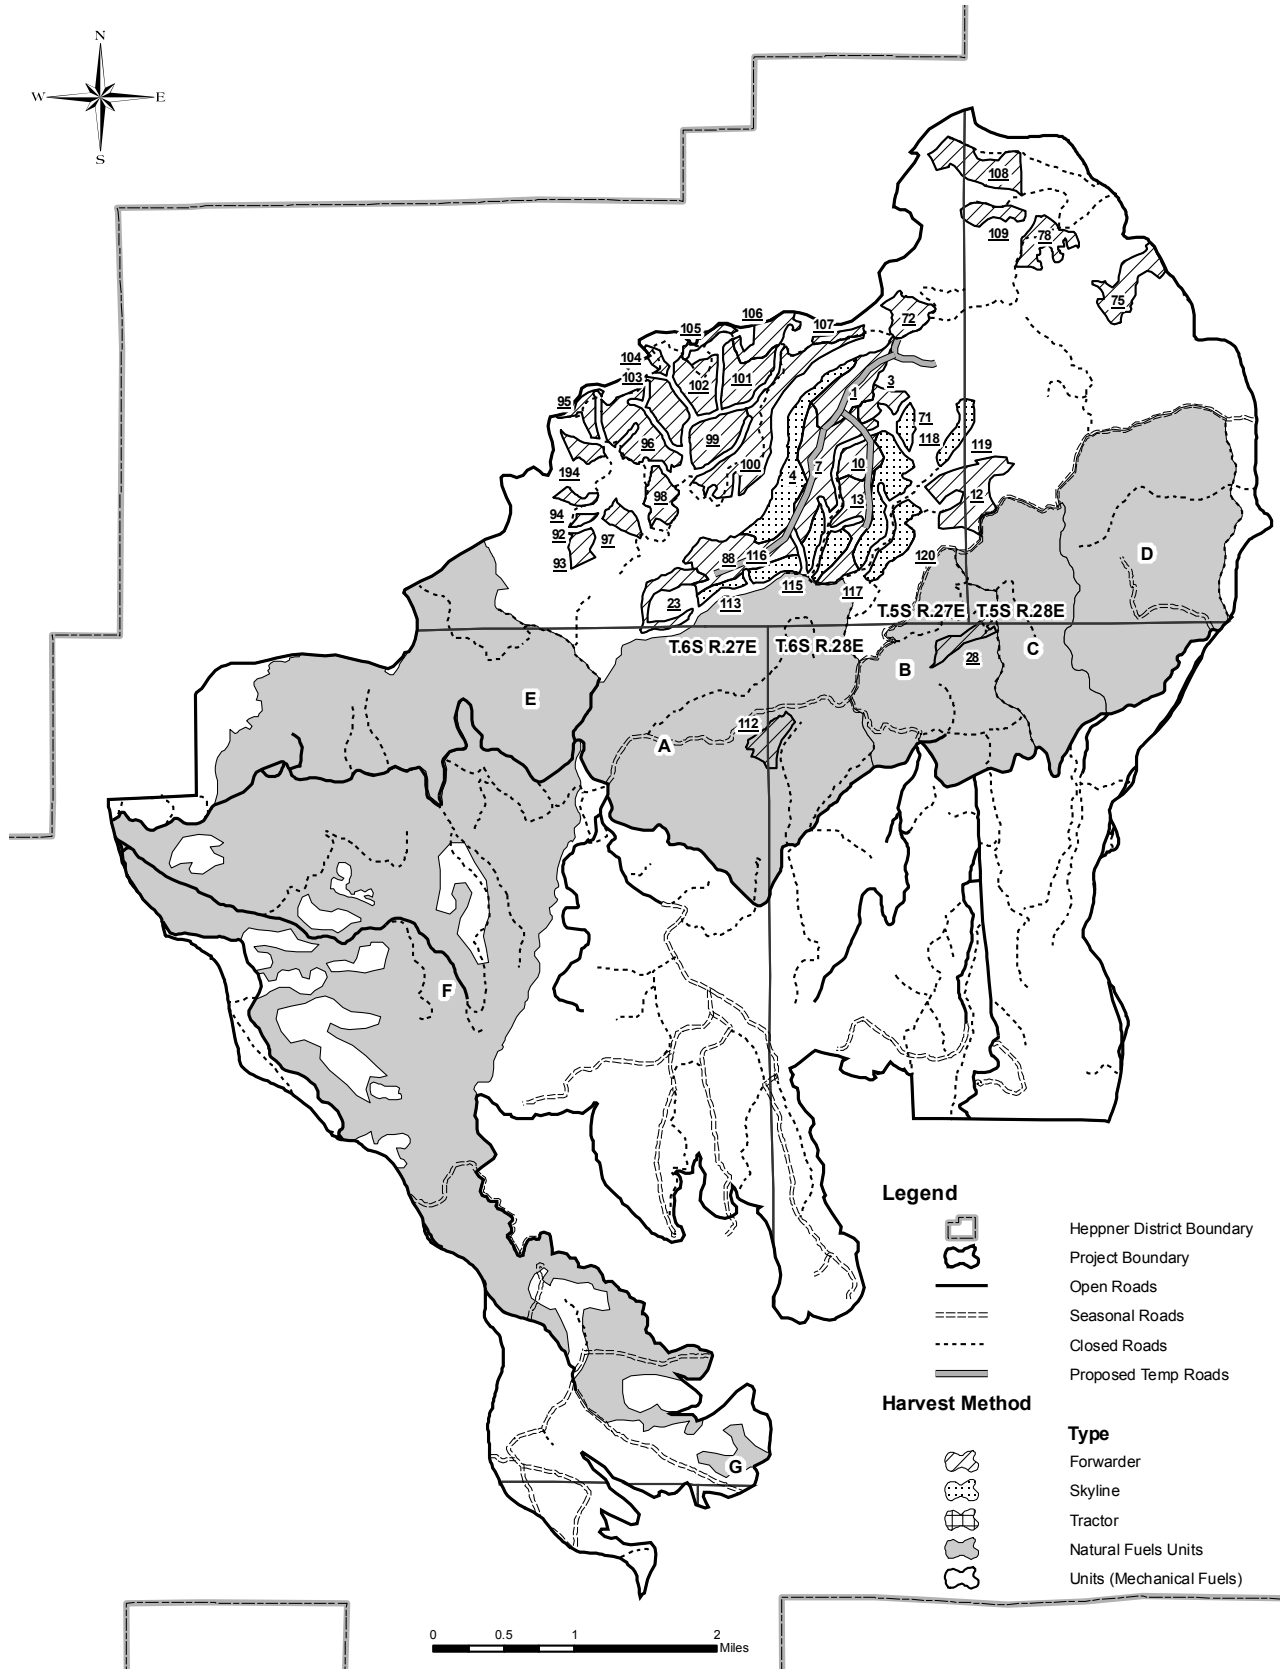 N
W E
S
108
109
78
75
72
106
107
105
104
103
102
101
95
1
3
71
118
119
96
99
100
4
7
10
194
98
13
12
94
92
97
93
88
116
120
D
23
113
115
117
T.5S R.27E T.5S R.28E
T.6S R.27E T.6S R.28E
28
C
B
E
112
A
F
G
Legend
Heppner District Boundary
Project Boundary
Open Roads
Seasonal Roads
Closed Roads
Proposed Temp Roads
Harvest Method
Type
Forwarder
Skyline
Tractor
Natural Fuels Units
Units (Mechanical Fuels)
0 0.5 1 2
Miles